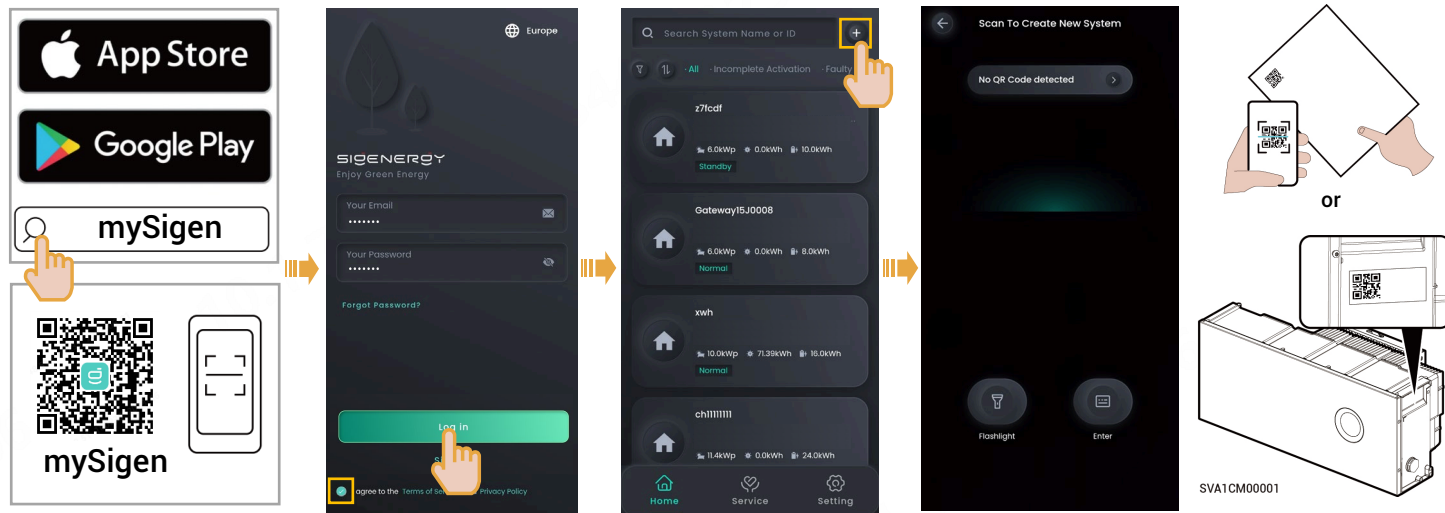 App Store
Google Play
mySigen
mySigen
Europe
SIGENERGY
Enjoy Green Energy
Your Email
Your Password
Forgot Password?
Log in
agree to the Terms of Privacy Policy
Search System Name or ID
All · Incomplete Activation · Faulty
z7fcdf
6.0kWp 0.0kWh 10.0kWh
Standby
Gateway15J0008
6.0kWp 0.0kWh 8.0kWh
Normal
xwh
10.0kWp 71.39kWh 16.0kWh
Normal
ch11111111
11.4kWp 0.0kWh 24.0kWh
Home
Service
Setting
Scan To Create New System
No QR Code detected
Flashlight
Enter
or
SVA1CM00001